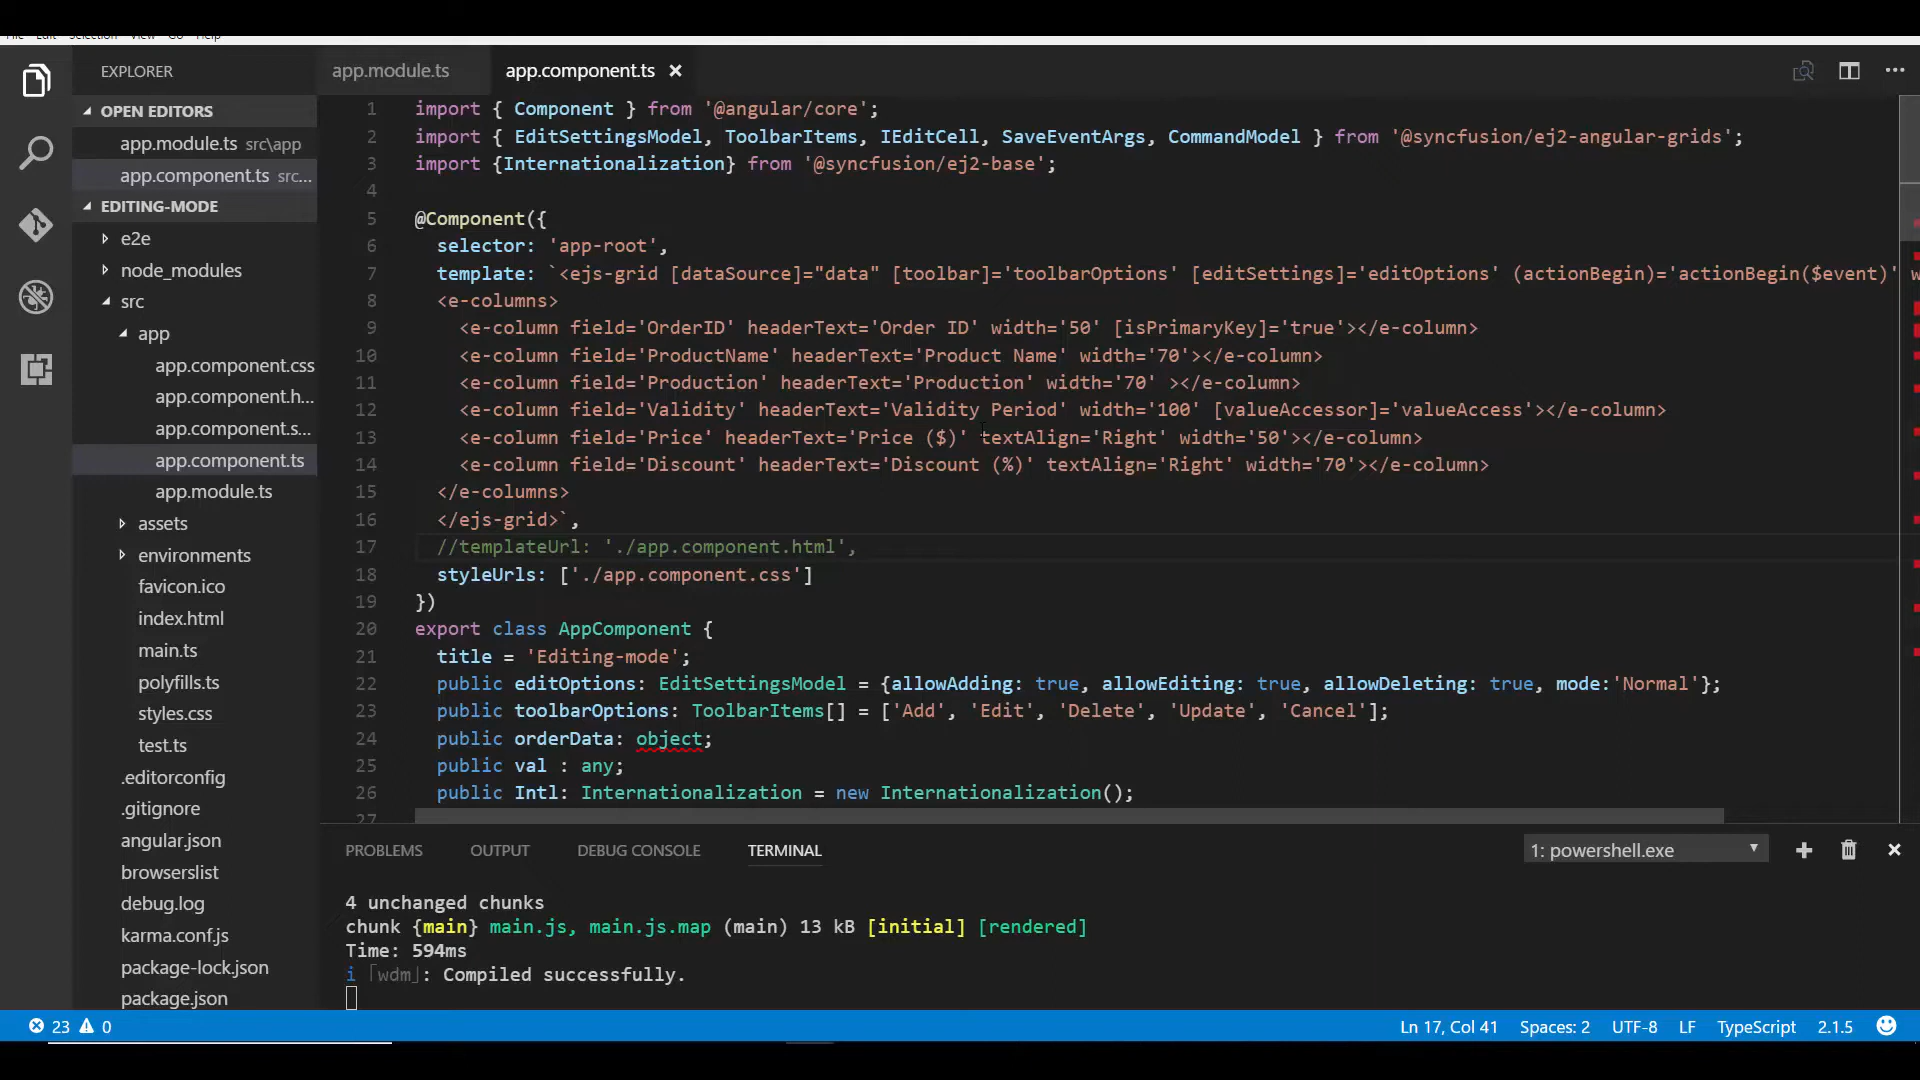 File Edit Selection View Go Help
EXPLORER
OPEN EDITORS
app.module.ts src\app
app.component.ts src...
EDITING-MODE
e2e
node_modules
src
app
app.component.css
app.component.h...
app.component.s...
app.component.ts
app.module.ts
assets
environments
favicon.ico
index.html
main.ts
polyfills.ts
styles.css
test.ts
.editorconfig
.gitignore
angular.json
browserslist
debug.log
karma.conf.js
package-lock.json
package.json
app.module.ts app.component.ts
1 import { Component } from '@angular/core';
2 import { EditSettingsModel, ToolbarItems, IEditCell, SaveEventArgs, CommandModel } from '@syncfusion/ej2-angular-grids';
3 import {Internationalization} from '@syncfusion/ej2-base';
4
5 @Component({
6 selector: 'app-root',
7 template: `<ejs-grid [dataSource]="data" [toolbar]='toolbarOptions' [editSettings]='editOptions' (actionBegin)='actionBegin($event)' w
8 <e-columns>
9 <e-column field='OrderID' headerText='Order ID' width='50' [isPrimaryKey]='true'></e-column>
10 <e-column field='ProductName' headerText='Product Name' width='70'></e-column>
11 <e-column field='Production' headerText='Production' width='70' ></e-column>
12 <e-column field='Validity' headerText='Validity Period' width='100' [valueAccessor]='valueAccess'></e-column>
13 <e-column field='Price' headerText='Price ($)' textAlign='Right' width='50'></e-column>
14 <e-column field='Discount' headerText='Discount (%)' textAlign='Right' width='70'></e-column>
15 </e-columns>
16 </ejs-grid>`,
17 //templateUrl: './app.component.html',
18 styleUrls: ['./app.component.css']
19 })
20 export class AppComponent {
21 title = 'Editing-mode';
22 public editOptions: EditSettingsModel = {allowAdding: true, allowEditing: true, allowDeleting: true, mode:'Normal'};
23 public toolbarOptions: ToolbarItems[] = ['Add', 'Edit', 'Delete', 'Update', 'Cancel'];
24 public orderData: object;
25 public val : any;
26 public Intl: Internationalization = new Internationalization();
27
PROBLEMS OUTPUT DEBUG CONSOLE TERMINAL 1: powershell.exe
4 unchanged chunks
chunk {main} main.js, main.js.map (main) 13 kB [initial] [rendered]
Time: 594ms
i ｢wdm｣: Compiled successfully.
23 0 Ln 17, Col 41 Spaces: 2 UTF-8 LF TypeScript 2.1.5